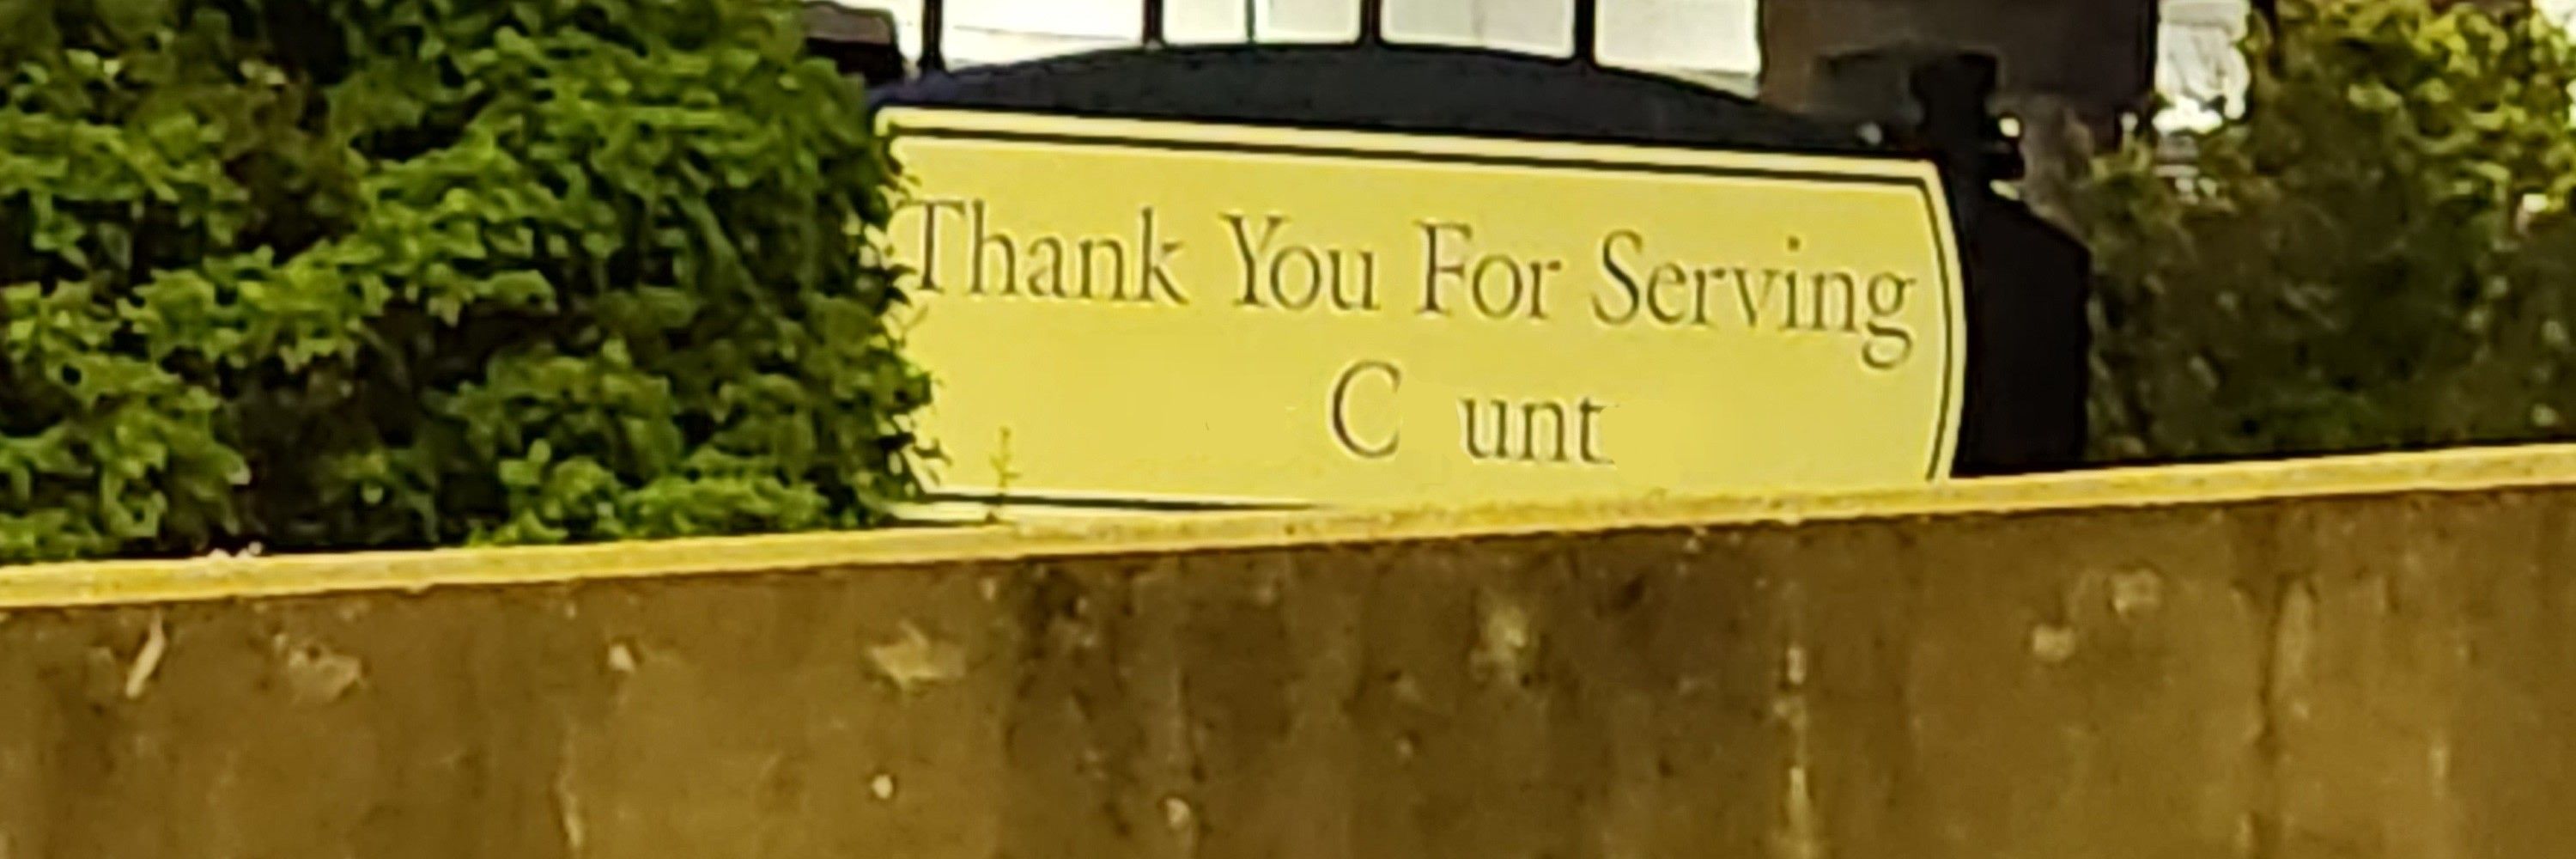 Thank You For Serving
C unt